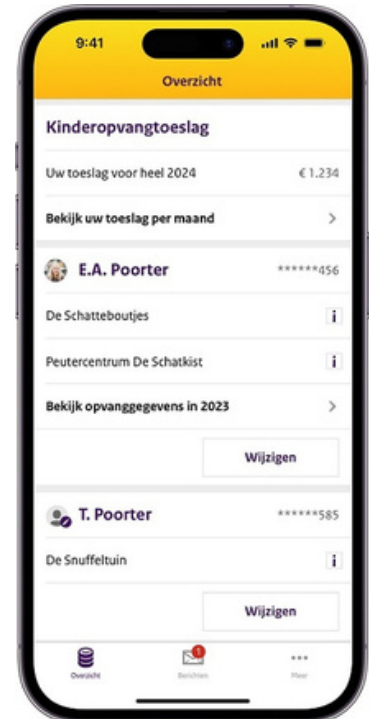 9:41
Overzicht
Kinderopvangtoeslag
Uw toeslag voor heel 2024 € 1.234
Bekijk uw toeslag per maand
E.A. Poorter ******456
De Schatteboutjes i
Peutercentrum De Schatkist i
Bekijk opvanggegevens in 2023
Wijzigen
T. Poorter ******585
De Snuffeltuin i
Wijzigen
1
Overzicht Berichten Meer